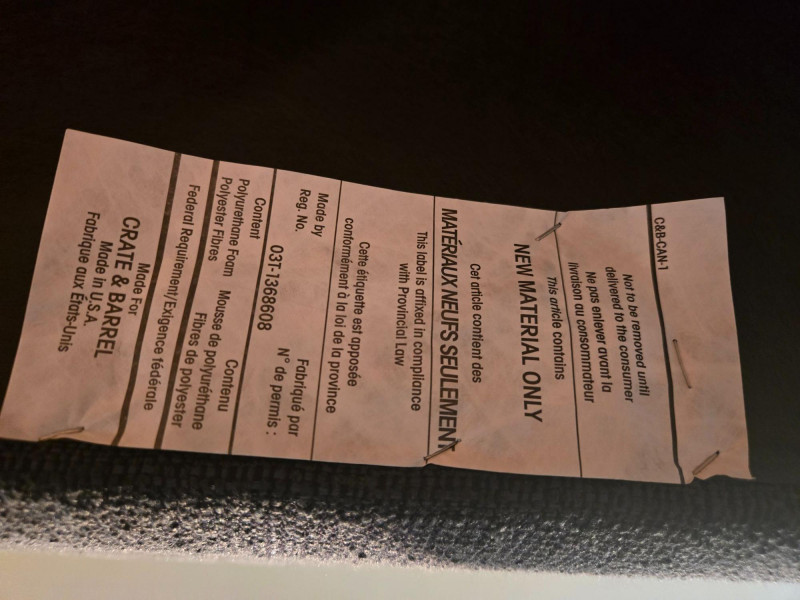 C&B-CAN-1
Not to be removed until
delivered to the consumer
Ne pas enlever avant la
livraison au consommateur
This article contains
NEW MATERIAL ONLY
Cet article contient des
MATÉRIAUX NEUFS SEULEMENT
This label is affixed in compliance
with Provincial Law
Cette étiquette est apposée
conformément à la loi de la province
Made by Fabriqué par
Reg. No. 03T-1368608 N° de permis :
Content Contenu
Polyurethane Foam Mousse de polyuréthane
Polyester Fibres Fibres de polyester
Federal Requirement/Exigence fédérale
Made For
CRATE & BARREL
Made in U.S.A.
Fabrique aux États-Unis